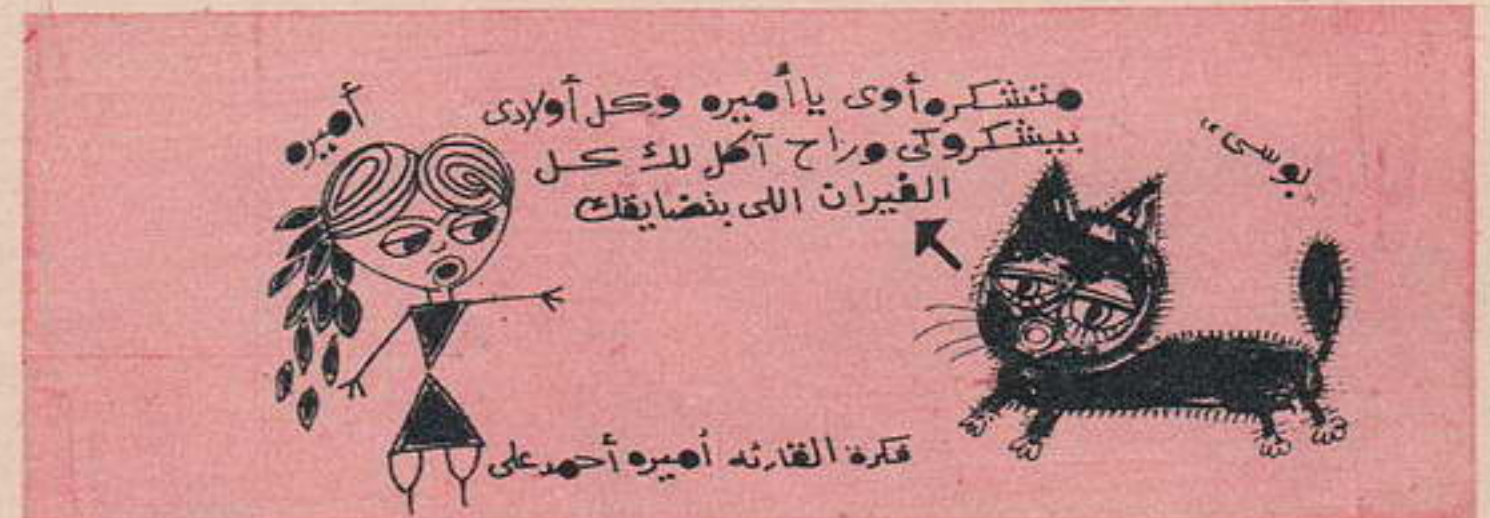 "بوسى"
متشكره أوى يا أميره وكل أولادى
بيشكروكى وراح آكل لك كل
الفيران اللى بتضايقك
أميره
فكرة القارئه أميره أحمد على